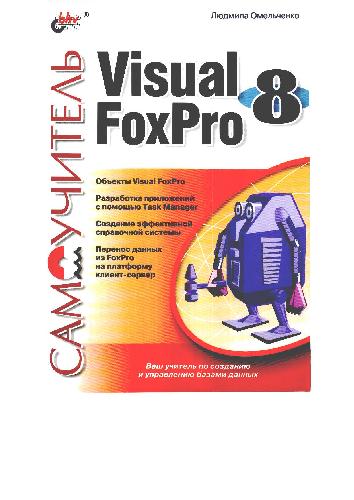 bhv®
Людмила Омельченко
САМОУЧИТЕЛЬ
Visual
FoxPro 8
Объекты Visual FoxPro
Разработка приложений
с помощью Task Manager
Создание эффективной
справочной системы
Перенос данных
из FoxPro
на платформу
клиент-сервер
Ваш учитель по созданию
и управлению базами данных